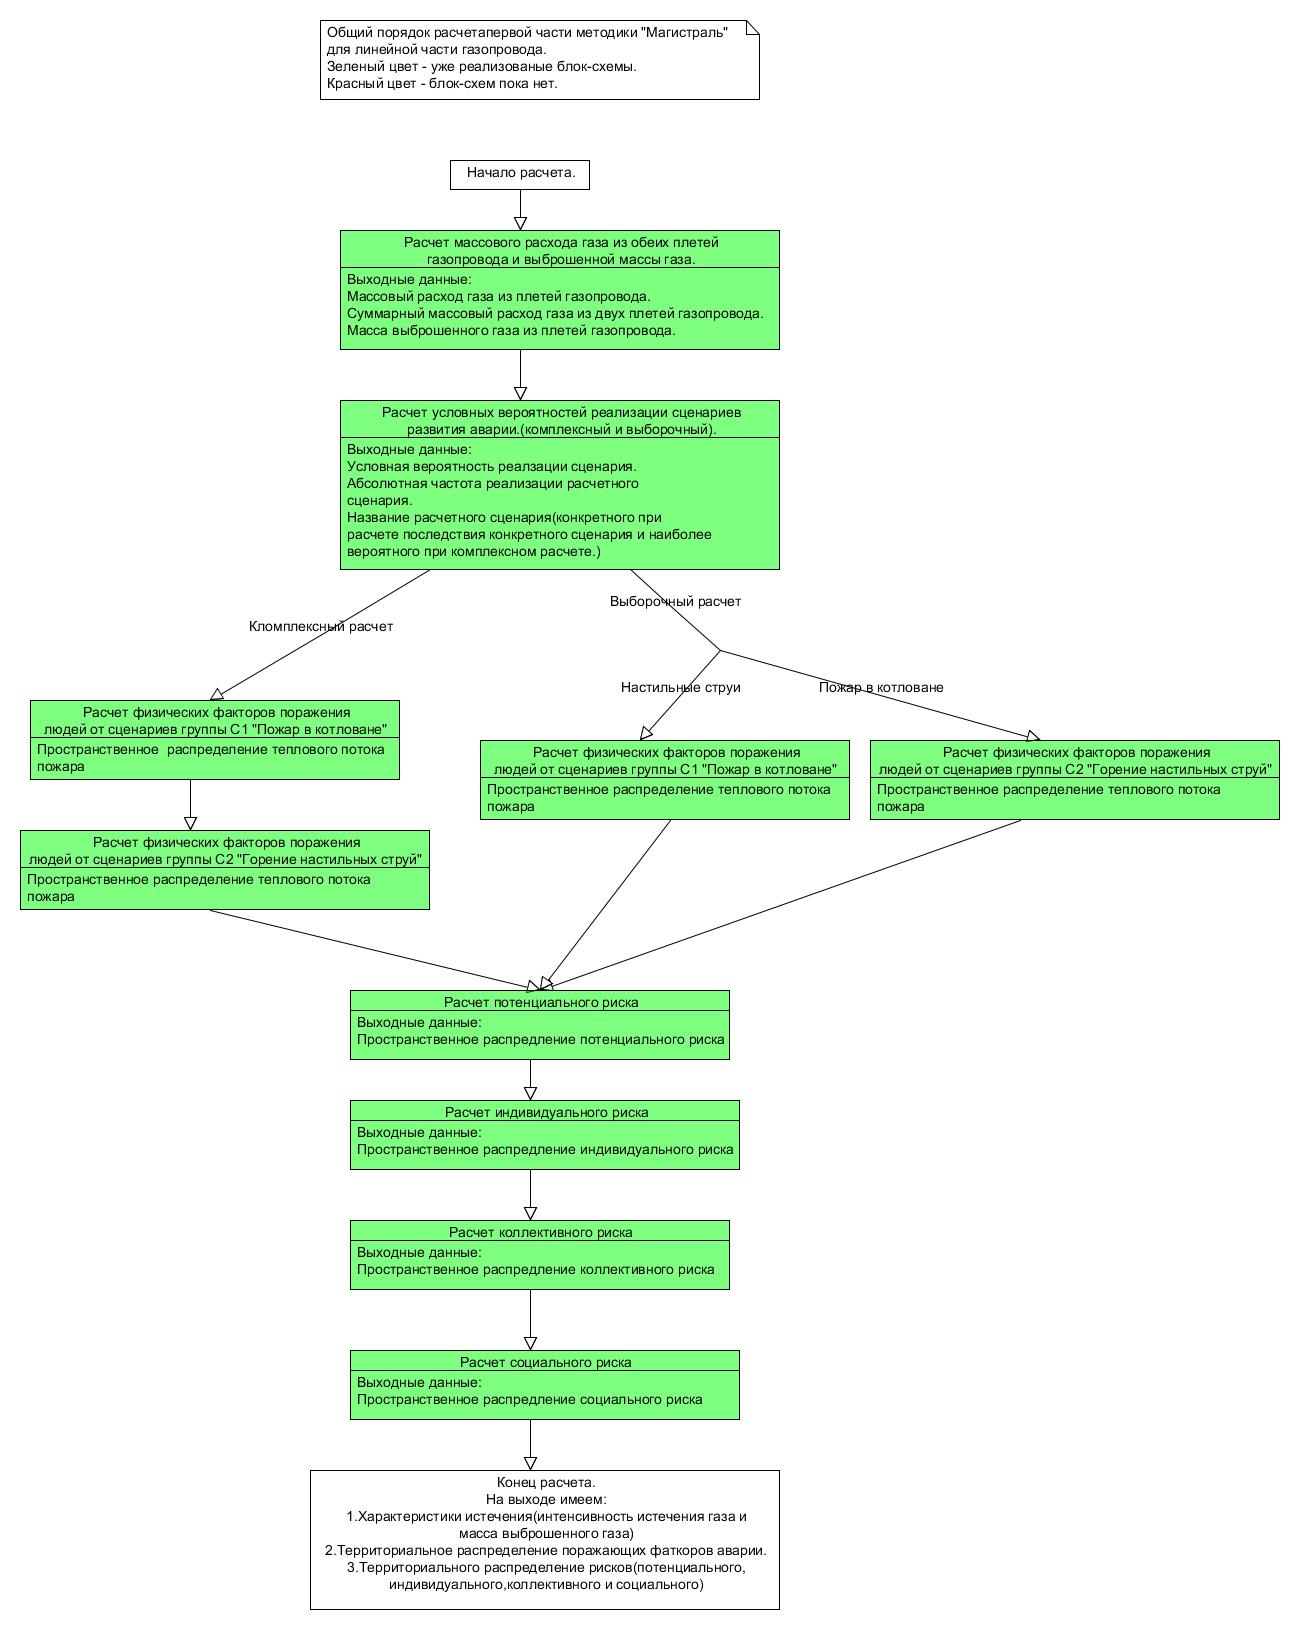 Общий порядок расчетапервой части методики "Магистраль"
для линейной части газопровода.
Зеленый цвет - уже реализованые блок-схемы.
Красный цвет - блок-схем пока нет.
Начало расчета.
Расчет массового расхода газа из обеих плетей
газопровода и выброшенной массы газа.
Выходные данные:
Массовый расход газа из плетей газопровода.
Суммарный массовый расход газа из двух плетей газопровода.
Масса выброшенного газа из плетей газопровода.
Расчет условных вероятностей реализации сценариев
развития аварии.(комплексный и выборочный).
Выходные данные:
Условная вероятность реалзации сценария.
Абсолютная частота реализации расчетного
сценария.
Название расчетного сценария(конкретного при
расчете последствия конкретного сценария и наиболее
вероятного при комплексном расчете.)
Кломплексный расчет
Выборочный расчет
Настильные струи
Пожар в котловане
Расчет физических факторов поражения
людей от сценариев группы С1 "Пожар в котловане"
Пространственное  распределение теплового потока
пожара
Расчет физических факторов поражения
людей от сценариев группы С1 "Пожар в котловане"
Пространственное распределение теплового потока
пожара
Расчет физических факторов поражения
людей от сценариев группы С2 "Горение настильных струй"
Пространственное распределение теплового потока
пожара
Расчет физических факторов поражения
людей от сценариев группы С2 "Горение настильных струй"
Пространственное распределение теплового потока
пожара
Расчет потенциального риска
Выходные данные:
Пространственное распредление потенциального риска
Расчет индивидуального риска
Выходные данные:
Пространственное распредление индивидуального риска
Расчет коллективного риска
Выходные данные:
Пространственное распредление коллективного риска
Расчет социального риска
Выходные данные:
Пространственное распредление социального риска
Конец расчета.
На выходе имеем:
1.Характеристики истечения(интенсивность истечения газа и
масса выброшенного газа)
2.Территориальное распределение поражающих фаткоров аварии.
3.Территориального распределение рисков(потенциального,
индивидуального,коллективного и социального)